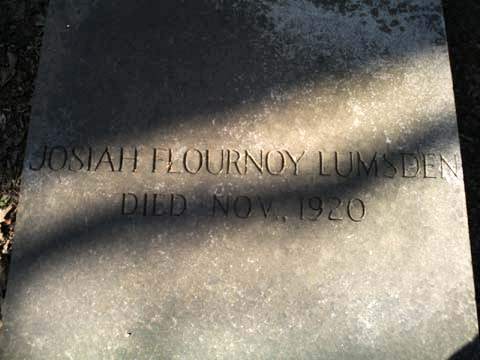 JOSIAH FLOURNOY LUMSDEN
DIED NOV., 1920